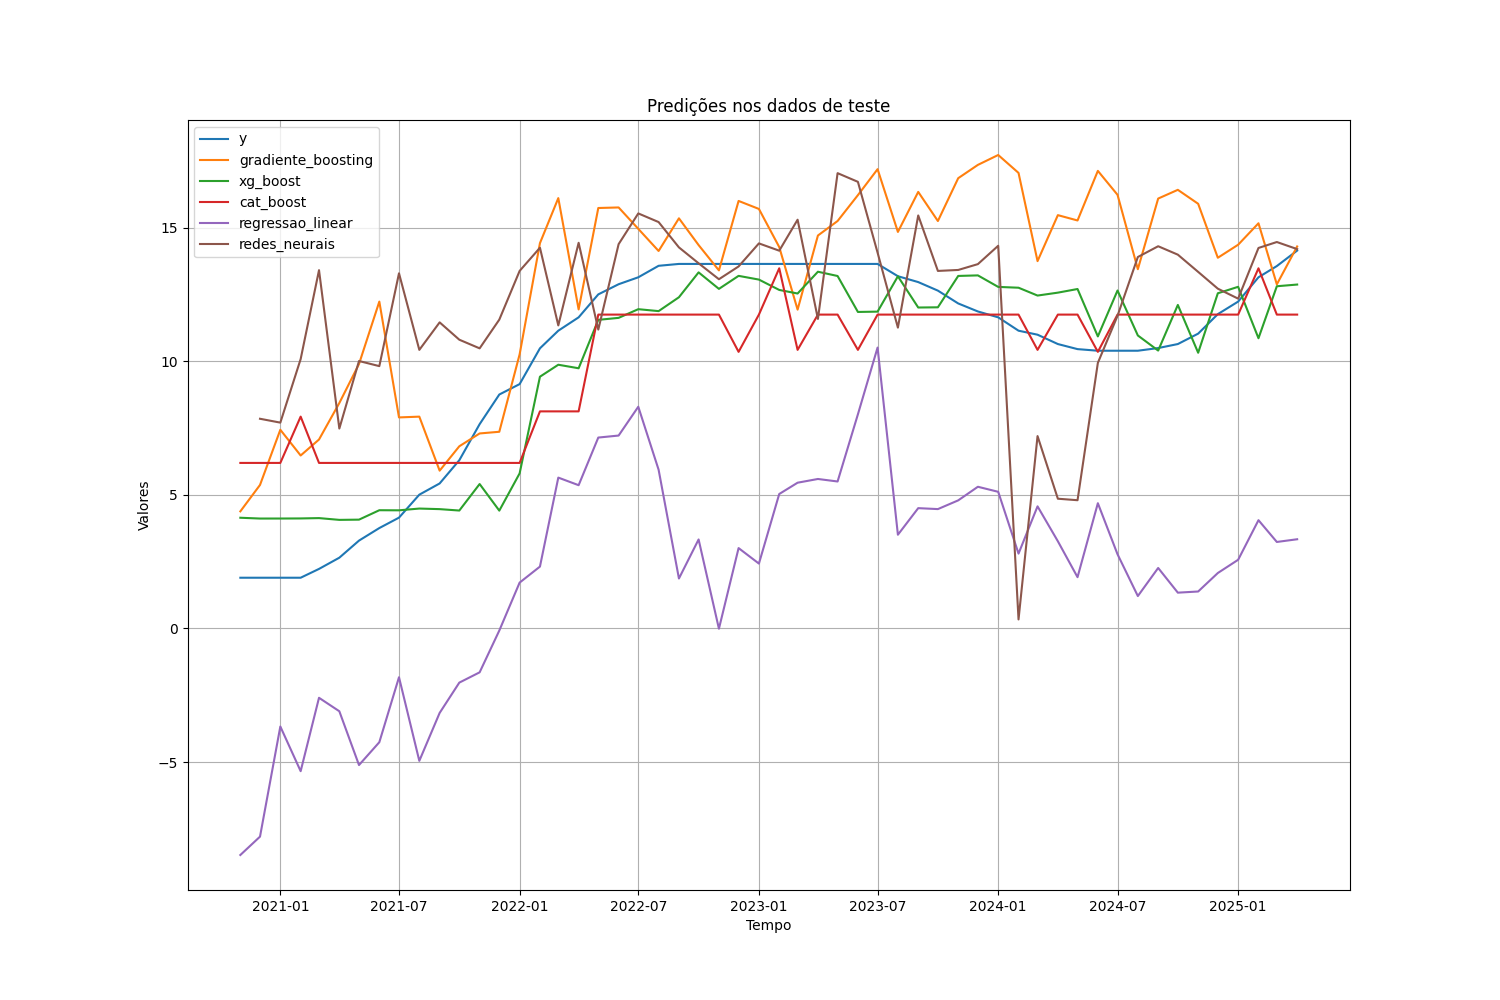 Predições nos dados de teste
y
gradiente_boosting
xg_boost
cat_boost
regressao_linear
redes_neurais
Valores
15
10
5
0
−5
2021-01
2021-07
2022-01
2022-07
2023-01
2023-07
2024-01
2024-07
2025-01
Tempo